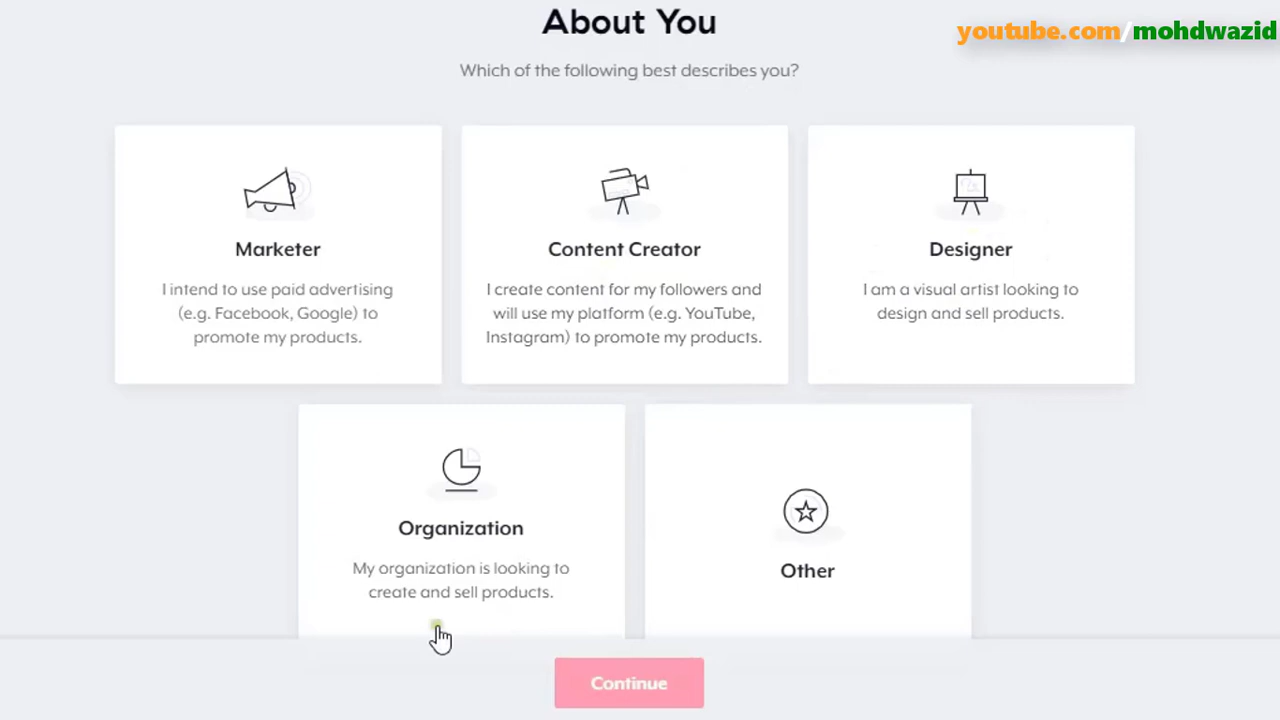 About You
youtube.com/mohdwazid
Which of the following best describes you?
Marketer
I intend to use paid advertising
(e.g. Facebook, Google) to
promote my products.
Content Creator
I create content for my followers and
will use my platform (e.g. YouTube,
Instagram) to promote my products.
Designer
I am a visual artist looking to
design and sell products.
Organization
My organization is looking to
create and sell products.
Other
Continue